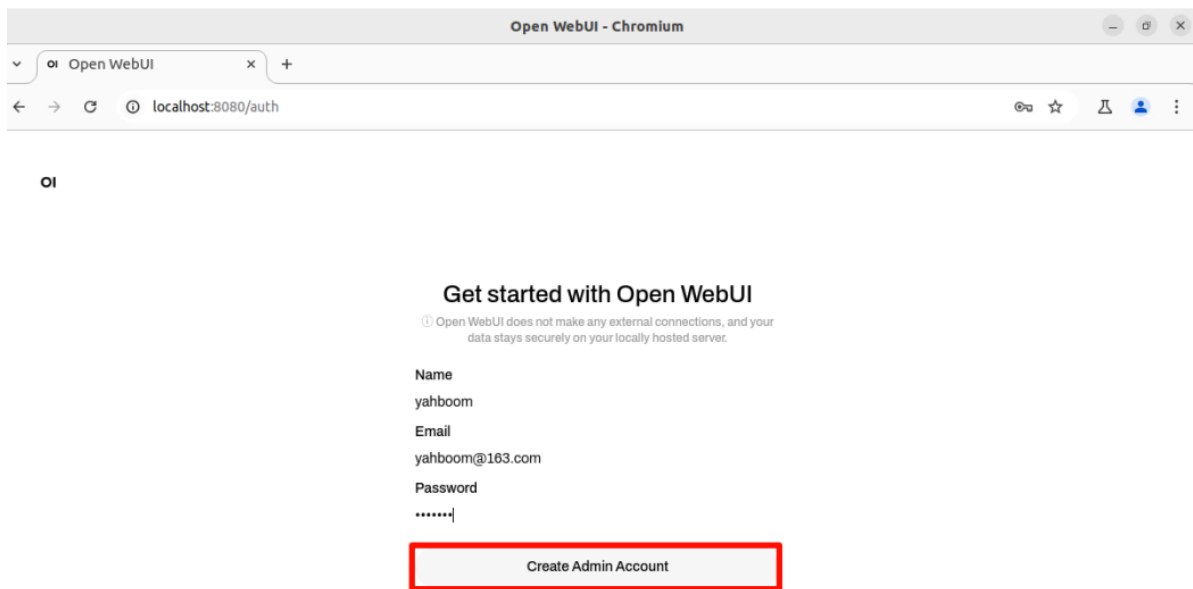 Open WebUI - Chromium
OI Open WebUI
localhost:8080/auth
OI
Get started with Open WebUI
ⓘ Open WebUI does not make any external connections, and your
data stays securely on your locally hosted server.
Name
yahboom
Email
yahboom@163.com
Password
•••••••
Create Admin Account